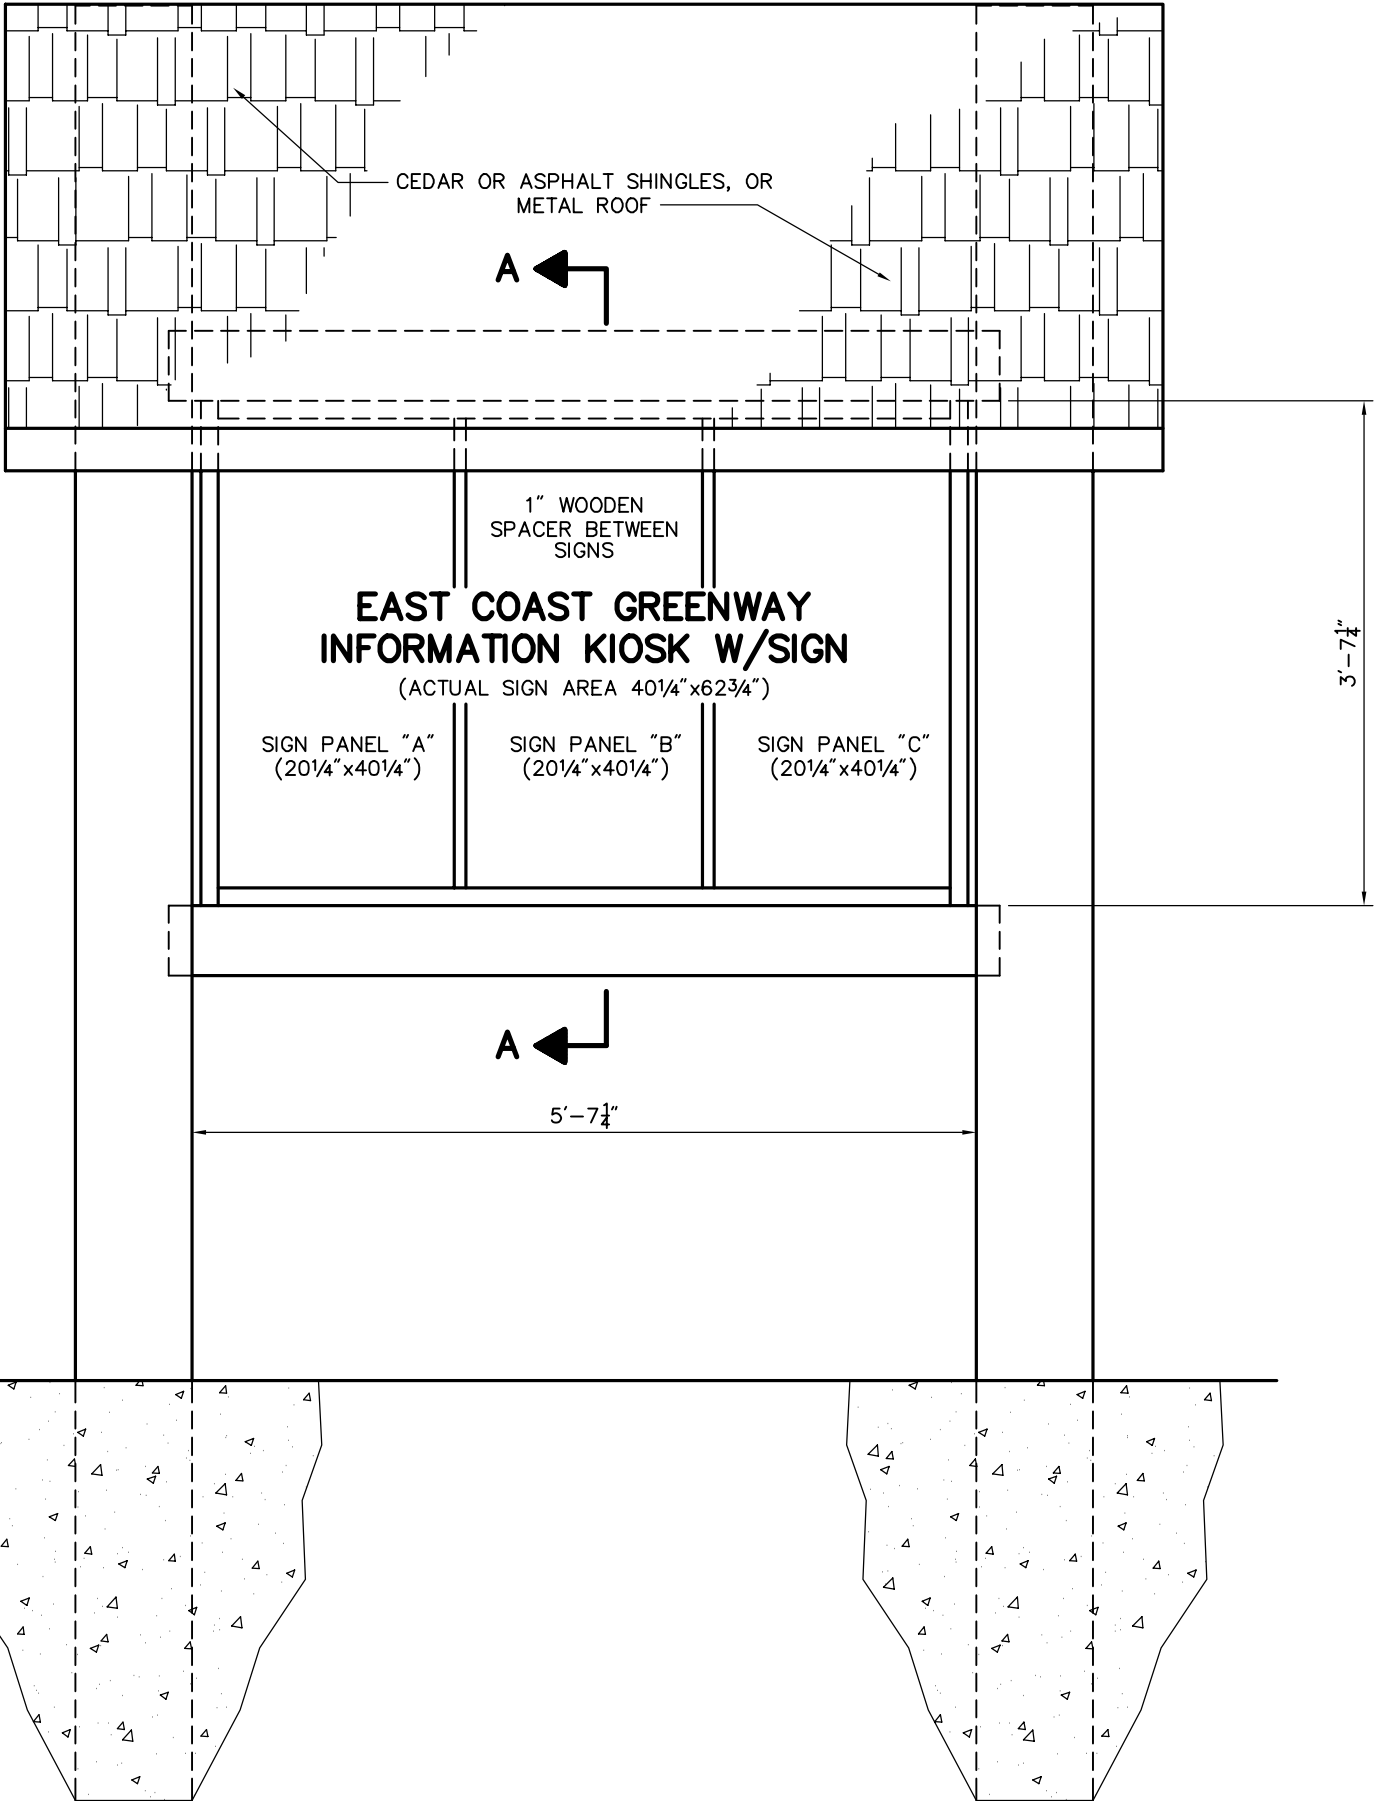 CEDAR OR ASPHALT SHINGLES, OR
METAL ROOF
A
1" WOODEN
SPACER BETWEEN
SIGNS
EAST COAST GREENWAY
INFORMATION KIOSK W/SIGN
(ACTUAL SIGN AREA 40¼"x62¾")
3'-7¼"
SIGN PANEL "A"
(20¼"x40¼")
SIGN PANEL "B"
(20¼"x40¼")
SIGN PANEL "C"
(20¼"x40¼")
A
5'-7¼"